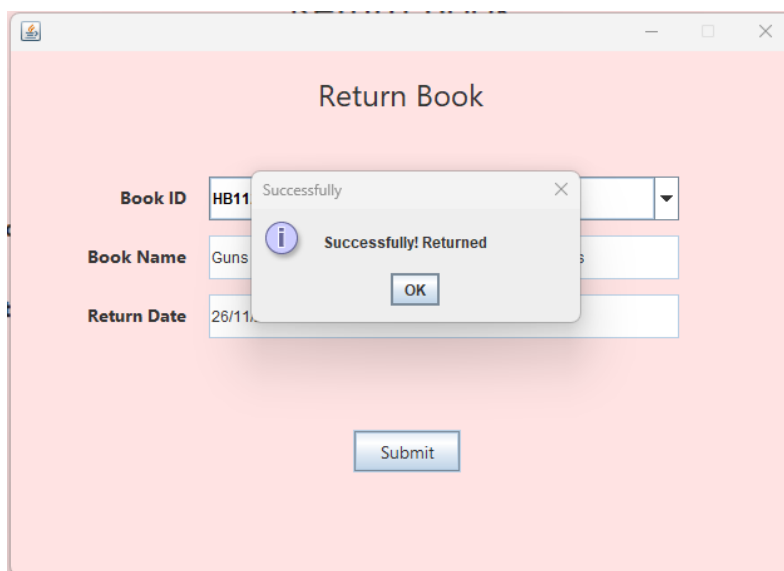 Return Book
Successfully
Book ID HB11
Successfully! Returned
Book Name Guns
OK
Return Date 26/11/
Submit